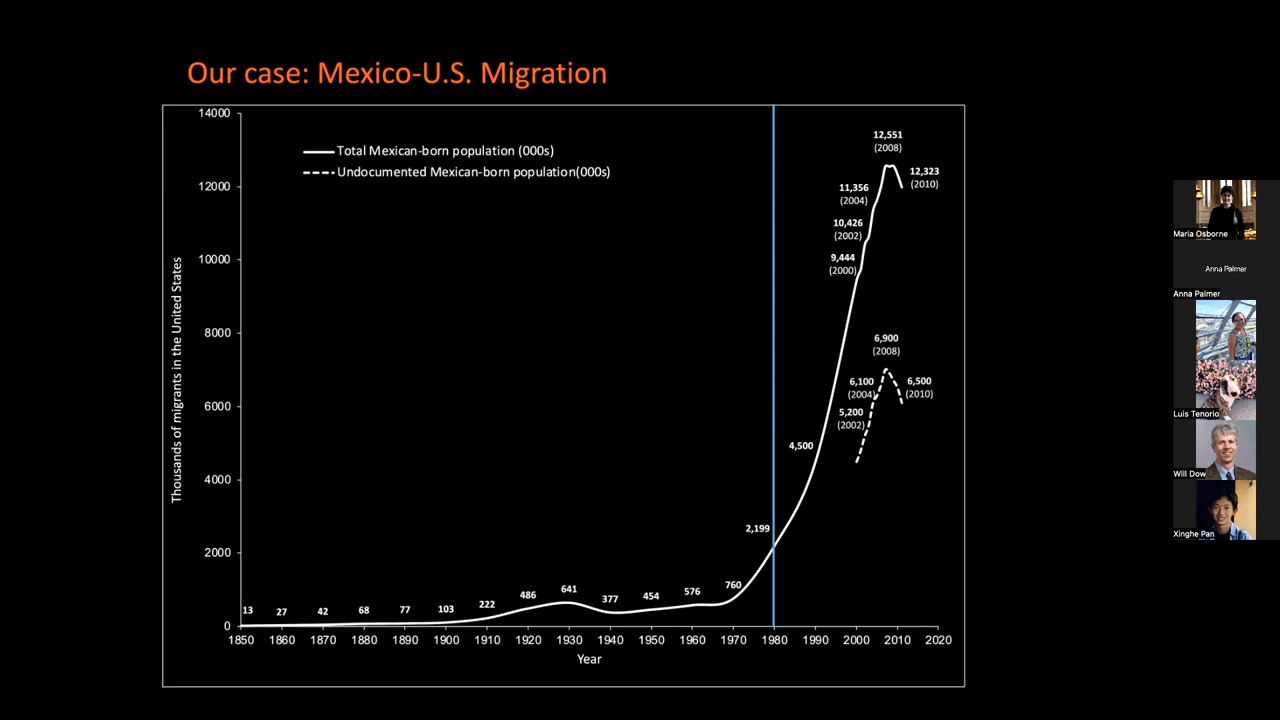 Our case: Mexico-U.S. Migration
14000
12000
10000
8000
6000
4000
2000
0
Thousands of migrants in the United States
Total Mexican-born population (000s)
Undocumented Mexican-born population(000s)
12,551
(2008)
12,323
(2010)
11,356
(2004)
10,426
(2002)
9,444
(2000)
6,900
(2008)
6,100
(2004)
6,500
(2010)
5,200
(2002)
4,500
2,199
13 27 42 68 77 103 222 486 641 377 454 576 760
1850 1860 1870 1880 1890 1900 1910 1920 1930 1940 1950 1960 1970 1980 1990 2000 2010 2020
Year
Maria Osborne
Anna Palmer
Anna Palmer
Luis Tenorio
Will Dow
Xinghe Pan